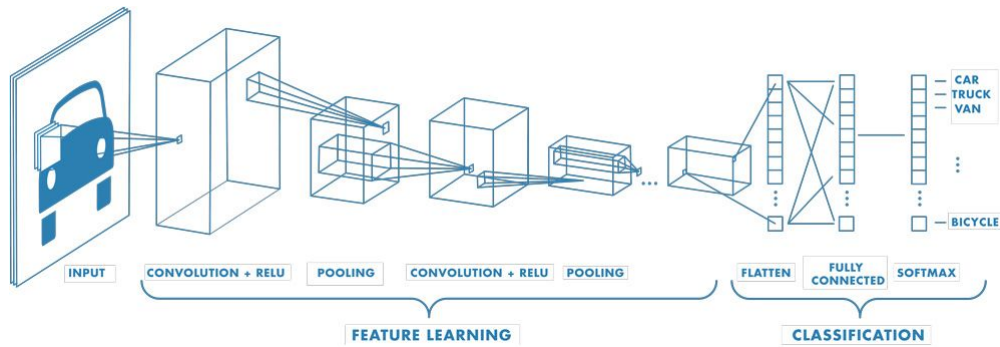 CAR
TRUCK
VAN
BICYCLE
INPUT
CONVOLUTION + RELU
POOLING
CONVOLUTION + RELU
POOLING
FLATTEN
FULLY
CONNECTED
SOFTMAX
FEATURE LEARNING
CLASSIFICATION